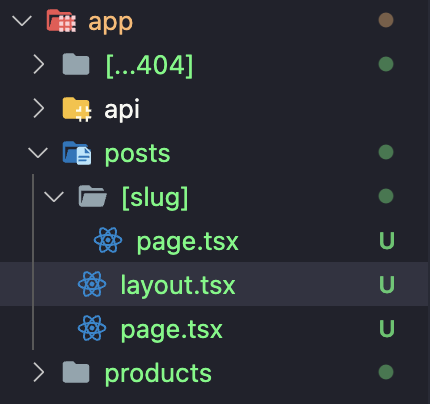 app
[...404]
api
posts
[slug]
page.tsx U
layout.tsx U
page.tsx U
products